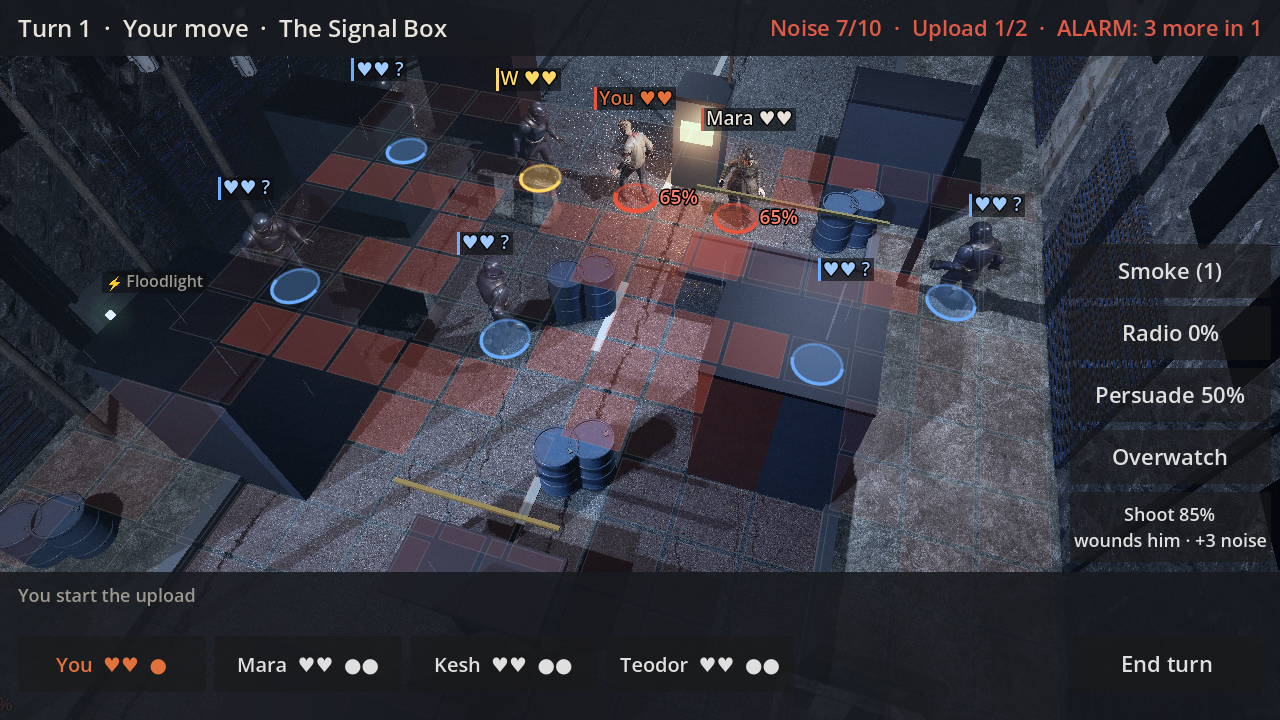 Turn 1 · Your move · The Signal Box
Noise 7/10 · Upload 1/2 · ALARM: 3 more in 1
♥♥ ?
W ♥♥
You ♥♥
Mara ♥♥
♥♥ ?
65%
65%
♥♥ ?
♥♥ ?
♥♥ ?
⚡ Floodlight
Smoke (1)
Radio 0%
Persuade 50%
Overwatch
Shoot 85%
wounds him · +3 noise
You start the upload
You ♥♥ ●
Mara ♥♥ ●●
Kesh ♥♥ ●●
Teodor ♥♥ ●●
End turn